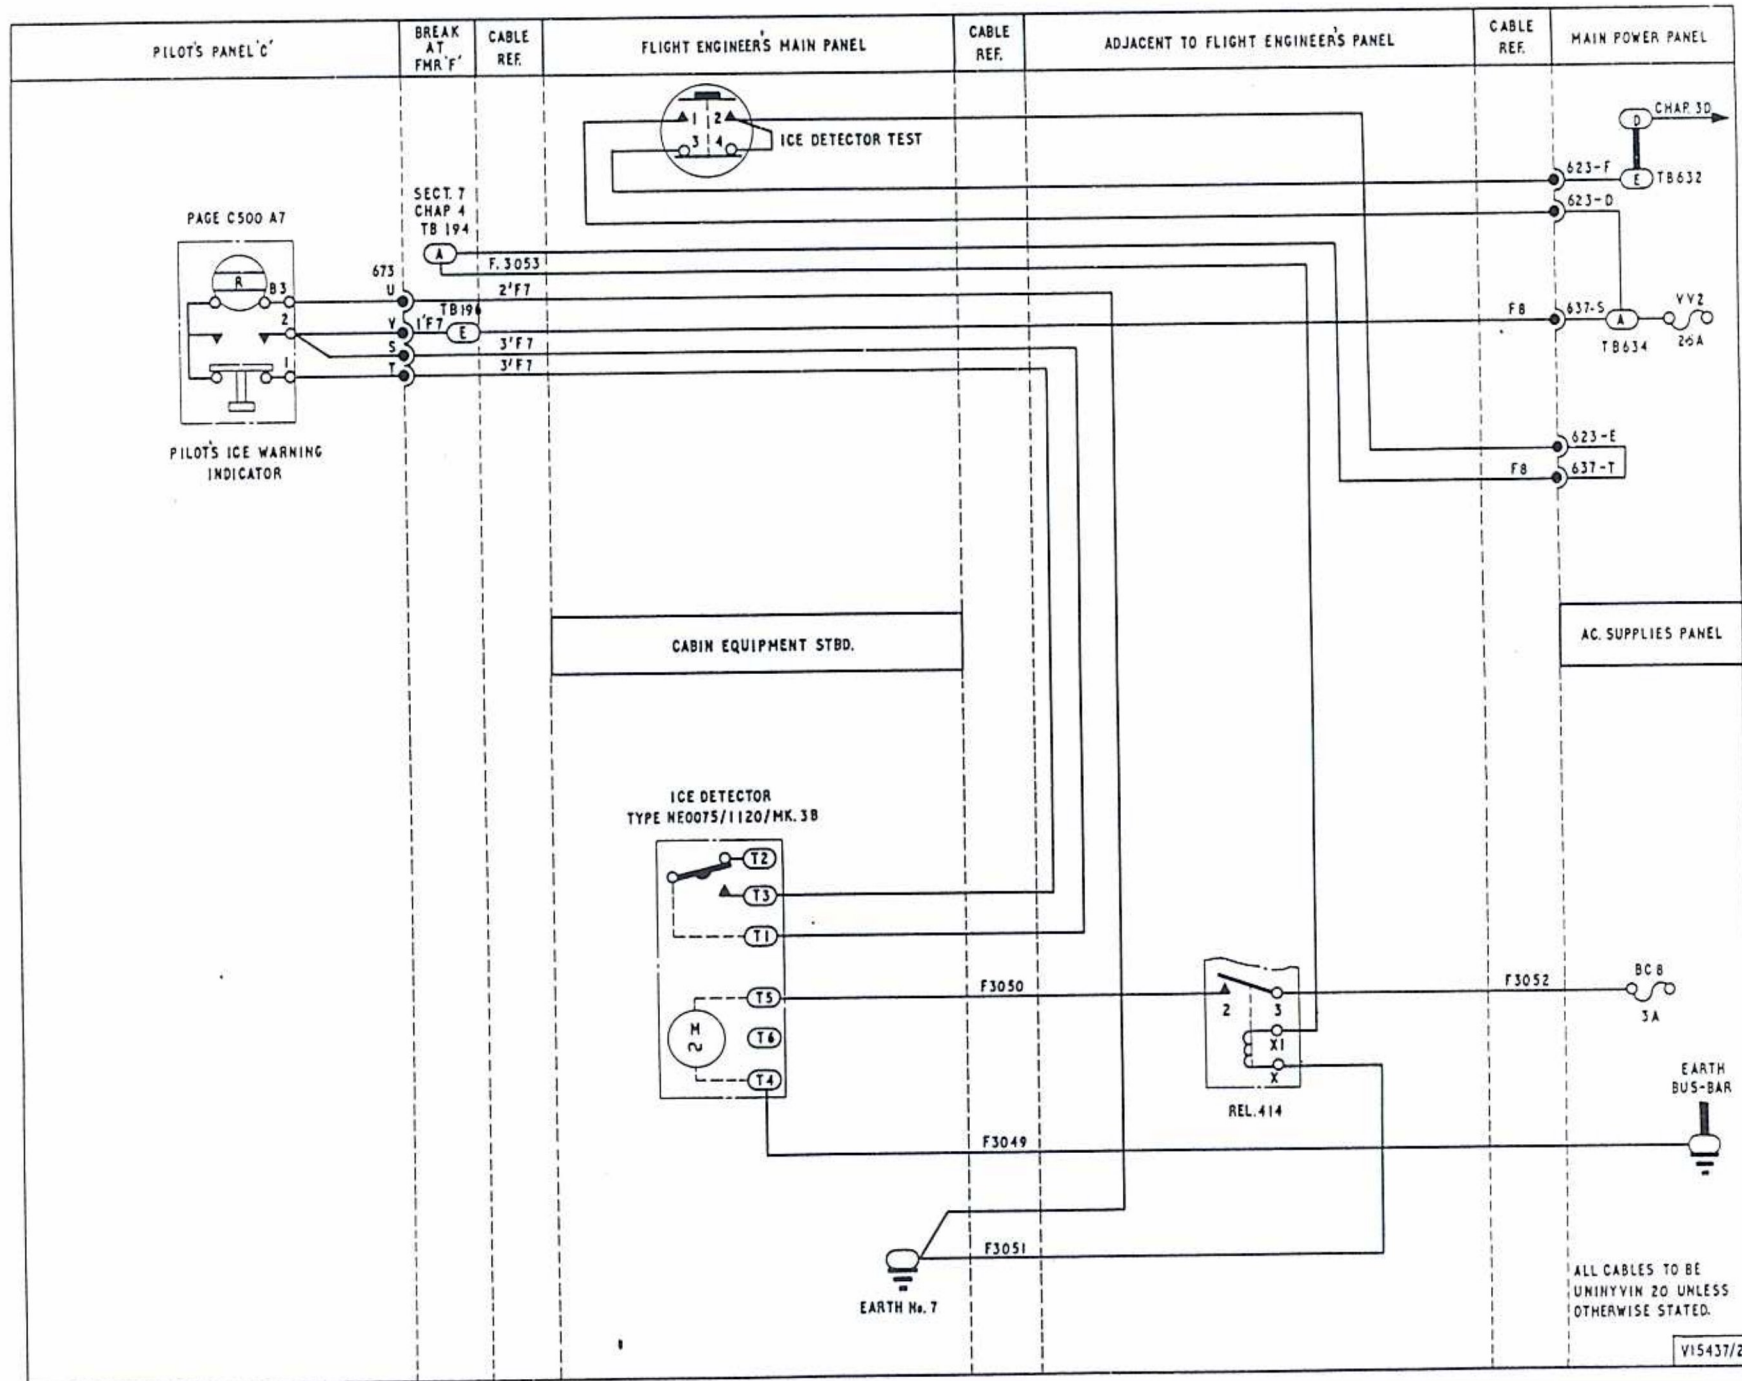 PILOT'S PANEL 'C'
BREAK
AT
FMR 'F'
CABLE
REF.
FLIGHT ENGINEER'S MAIN PANEL
CABLE
REF.
ADJACENT TO FLIGHT ENGINEER'S PANEL
CABLE
REF.
MAIN POWER PANEL
1 2
3 4
ICE DETECTOR TEST
D
CHAP. 3D
623-F
E
TB632
623-D
SECT. 7
CHAP 4
TB 194
A
F.3053
PAGE C500 A7
R
B3
2
1
673
U
V
S
T
2'F7
1'F7
TB196
E
3'F7
3'F7
F8
637-S
A
TB634
VV2
2·5A
623-E
F8
637-T
PILOT'S ICE WARNING
INDICATOR
CABIN EQUIPMENT STBD.
AC. SUPPLIES PANEL
ICE DETECTOR
TYPE NE0075/1120/MK.3B
T2
T3
T1
T5
M
T6
T4
F3050
2
3
X1
X
REL.414
F3052
BC 8
3A
EARTH
BUS-BAR
F3049
F3051
EARTH No. 7
ALL CABLES TO BE
UNINYVIN 20 UNLESS
OTHERWISE STATED.
V15437/2